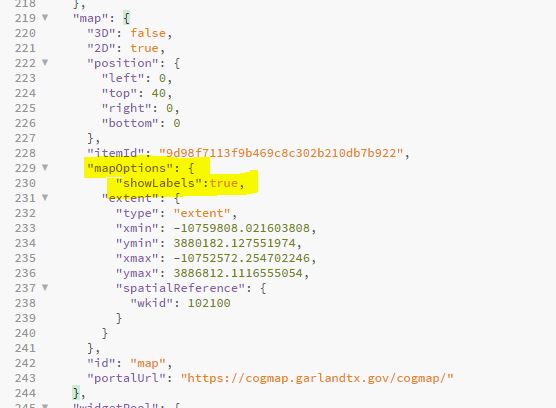 218 },
219 "map": {
220 "3D": false,
221 "2D": true,
222 "position": {
223 "left": 0,
224 "top": 40,
225 "right": 0,
226 "bottom": 0
227 },
228 "itemId": "9d98f7113f9b469c8c302b210db7b922",
229 "mapOptions": {
230 "showLabels":true,
231 "extent": {
232 "type": "extent",
233 "xmin": -10759808.021603808,
234 "ymin": 3880182.127551974,
235 "xmax": -10752572.254702246,
236 "ymax": 3886812.1116555054,
237 "spatialReference": {
238 "wkid": 102100
239 }
240 }
241 },
242 "id": "map",
243 "portalUrl": "https://cogmap.garlandtx.gov/cogmap/"
244 },
245 "widgetPool": {